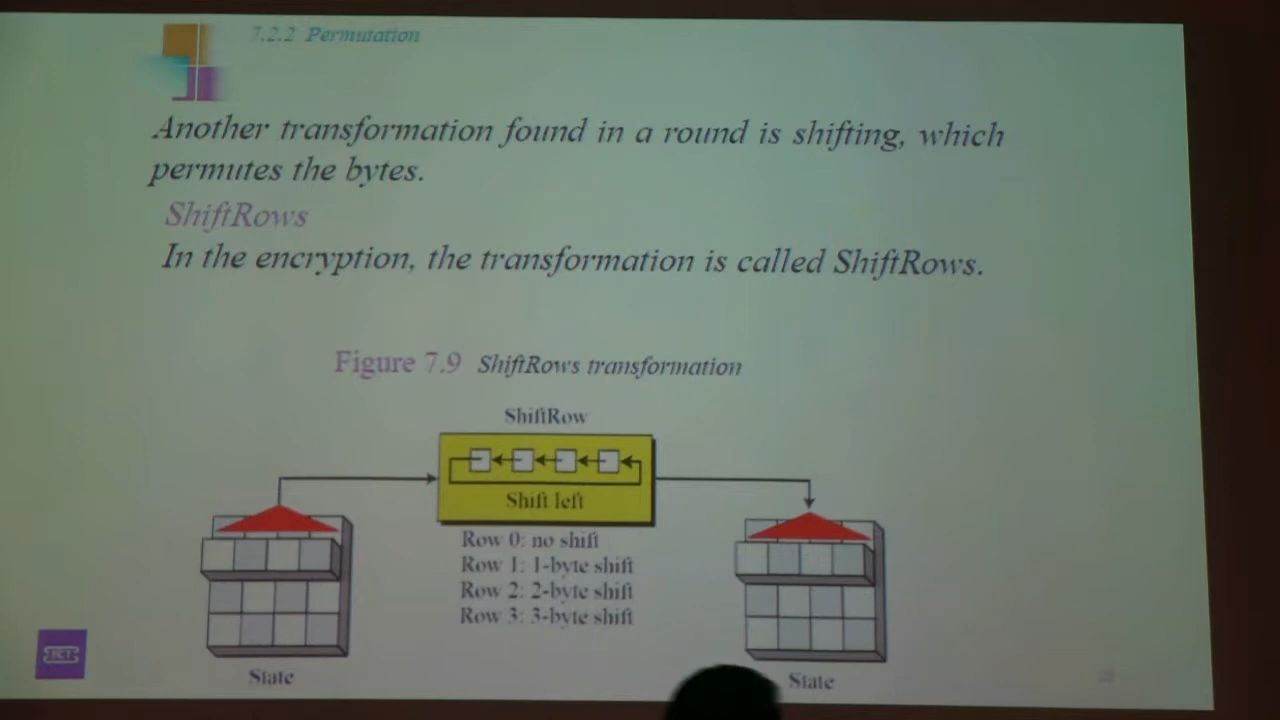 7.2.2 Permutation
Another transformation found in a round is shifting, which
permutes the bytes.
ShiftRows
In the encryption, the transformation is called ShiftRows.
Figure 7.9 ShiftRows transformation
ShiftRow
Shift left
Row 0: no shift
Row 1: 1-byte shift
Row 2: 2-byte shift
Row 3: 3-byte shift
State
State